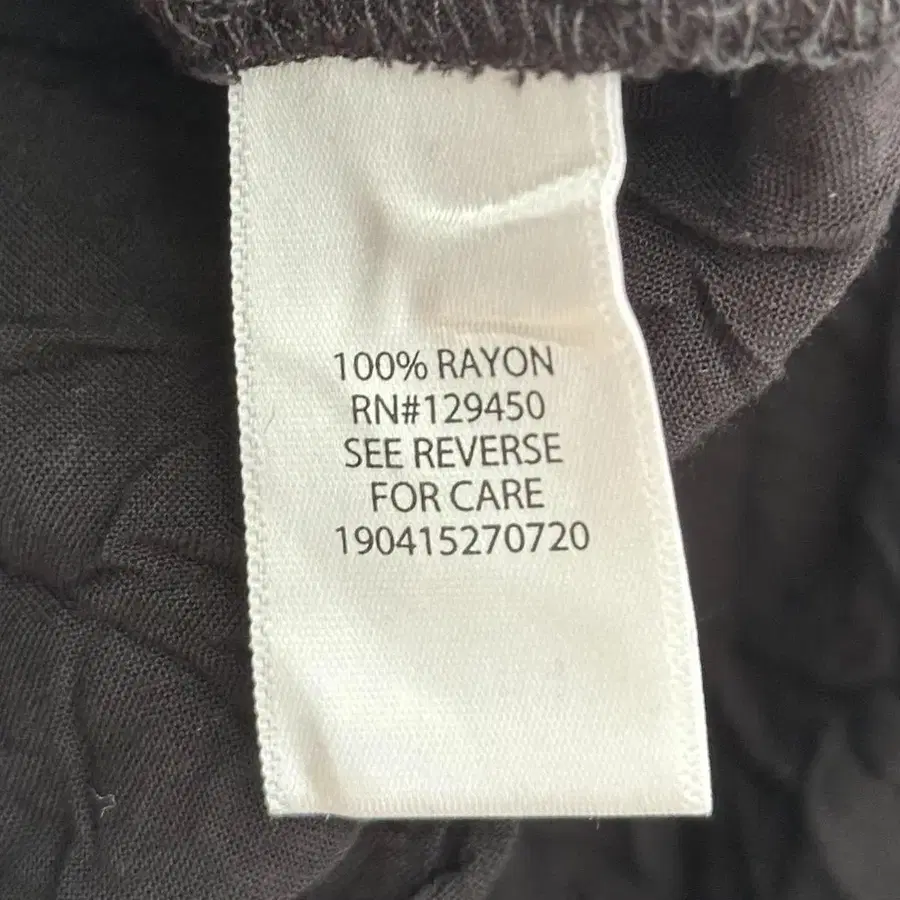 100% RAYON
RN#129450
SEE REVERSE
FOR CARE
190415270720